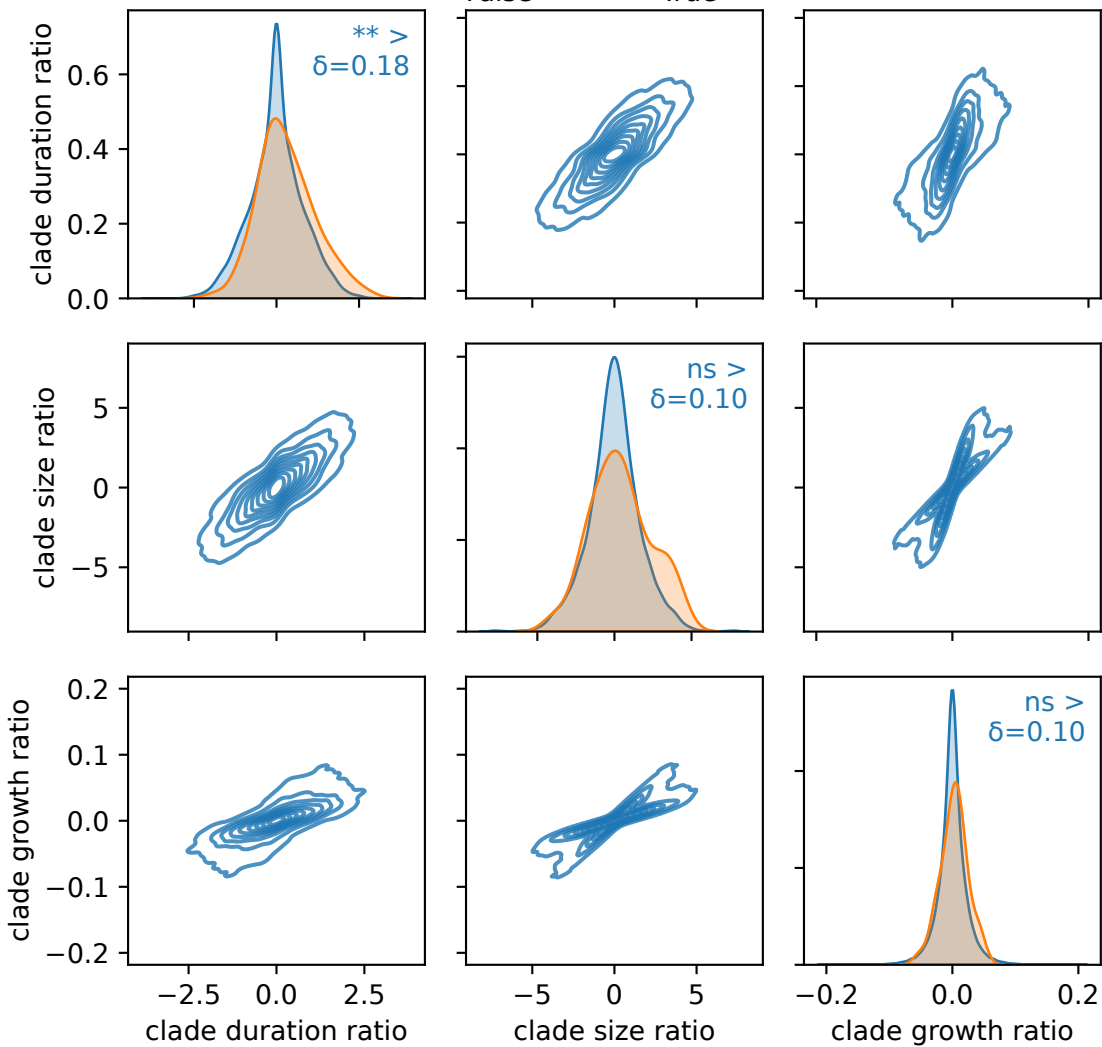 clade duration ratio
0.6
0.4
0.2
0.0
** >
δ=0.18
clade size ratio
5
0
−5
ns >
δ=0.10
clade growth ratio
0.2
0.1
0.0
−0.1
−0.2
ns >
δ=0.10
−2.5
0.0
2.5
−5
0
5
−0.2
0.0
0.2
clade duration ratio
clade size ratio
clade growth ratio